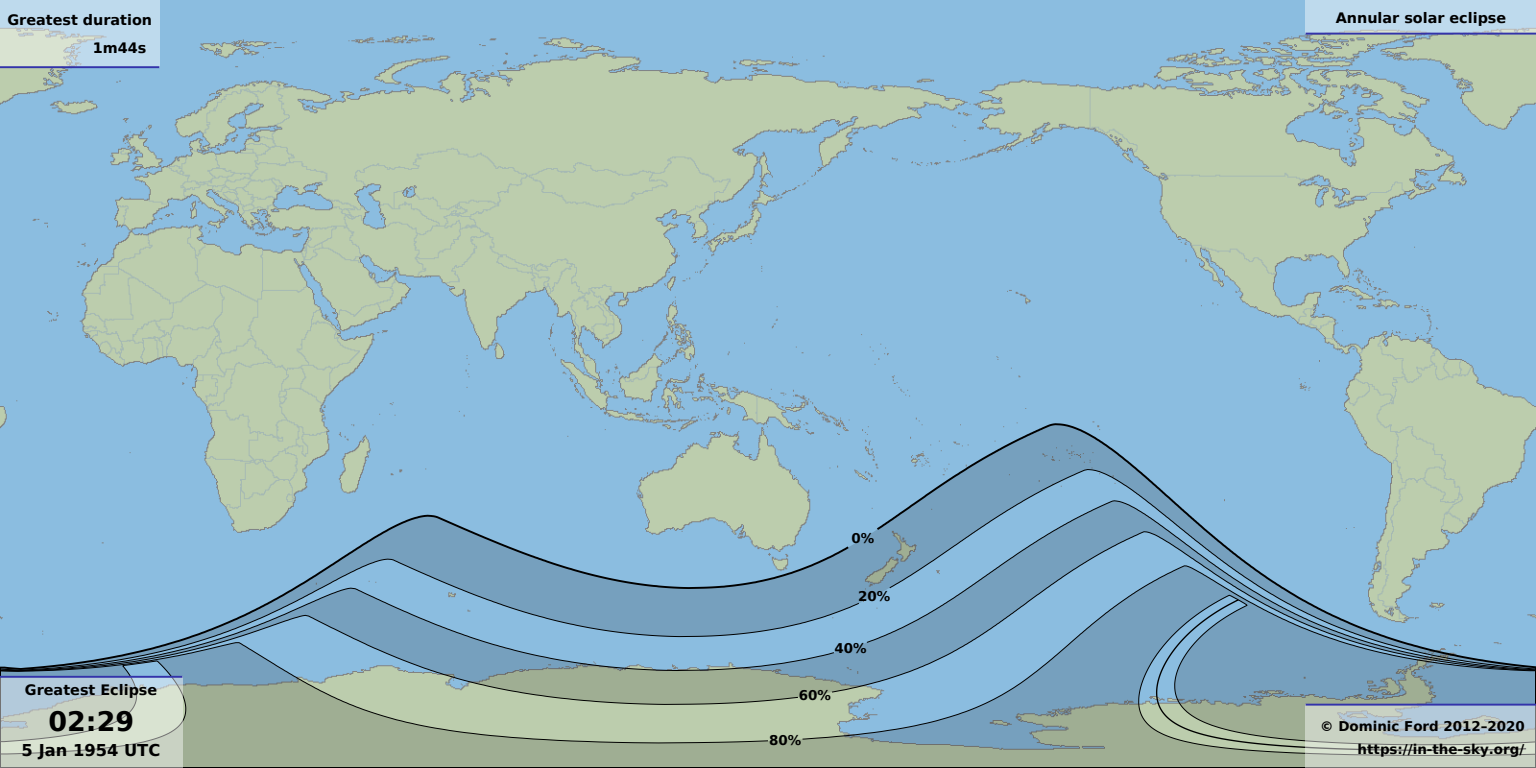 Greatest duration
1m44s
Annular solar eclipse
0%
20%
40%
60%
80%
Greatest Eclipse
02:29
5 Jan 1954 UTC
© Dominic Ford 2012–2020
https://in-the-sky.org/